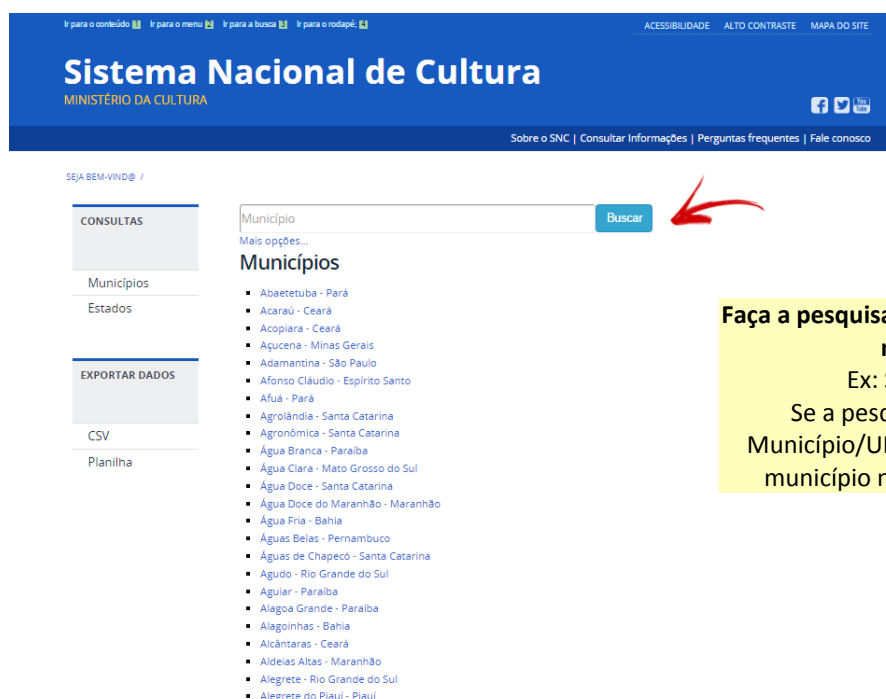 Ir para o conteúdo 1 Ir para o menu 2 Ir para a busca 3 Ir para o rodapé: 4
ACESSIBILIDADE ALTO CONTRASTE MAPA DO SITE
Sistema Nacional de Cultura
MINISTÉRIO DA CULTURA
You Tube
Sobre o SNC | Consultar Informações | Perguntas frequentes | Fale conosco
SEJA BEM-VIND@ /
CONSULTAS
Municípios
Estados
EXPORTAR DADOS
CSV
Planilha
Município
Buscar
Mais opções...
Municípios
Abaetetuba - Pará
Acaraú - Ceará
Acopiara - Ceará
Açucena - Minas Gerais
Adamantina - São Paulo
Afonso Cláudio - Espírito Santo
Afuá - Pará
Agrolândia - Santa Catarina
Agronômica - Santa Catarina
Água Branca - Paraíba
Água Clara - Mato Grosso do Sul
Água Doce - Santa Catarina
Água Doce do Maranhão - Maranhão
Água Fria - Bahia
Águas Belas - Pernambuco
Águas de Chapecó - Santa Catarina
Agudo - Rio Grande do Sul
Aguiar - Paraíba
Alagoa Grande - Paraíba
Alagoinhas - Bahia
Alcântaras - Ceará
Aldeias Altas - Maranhão
Alegrete - Rio Grande do Sul
Alegrete do Piauí - Piauí
Faça a pesquisa
Ex:
Se a
Município/
município